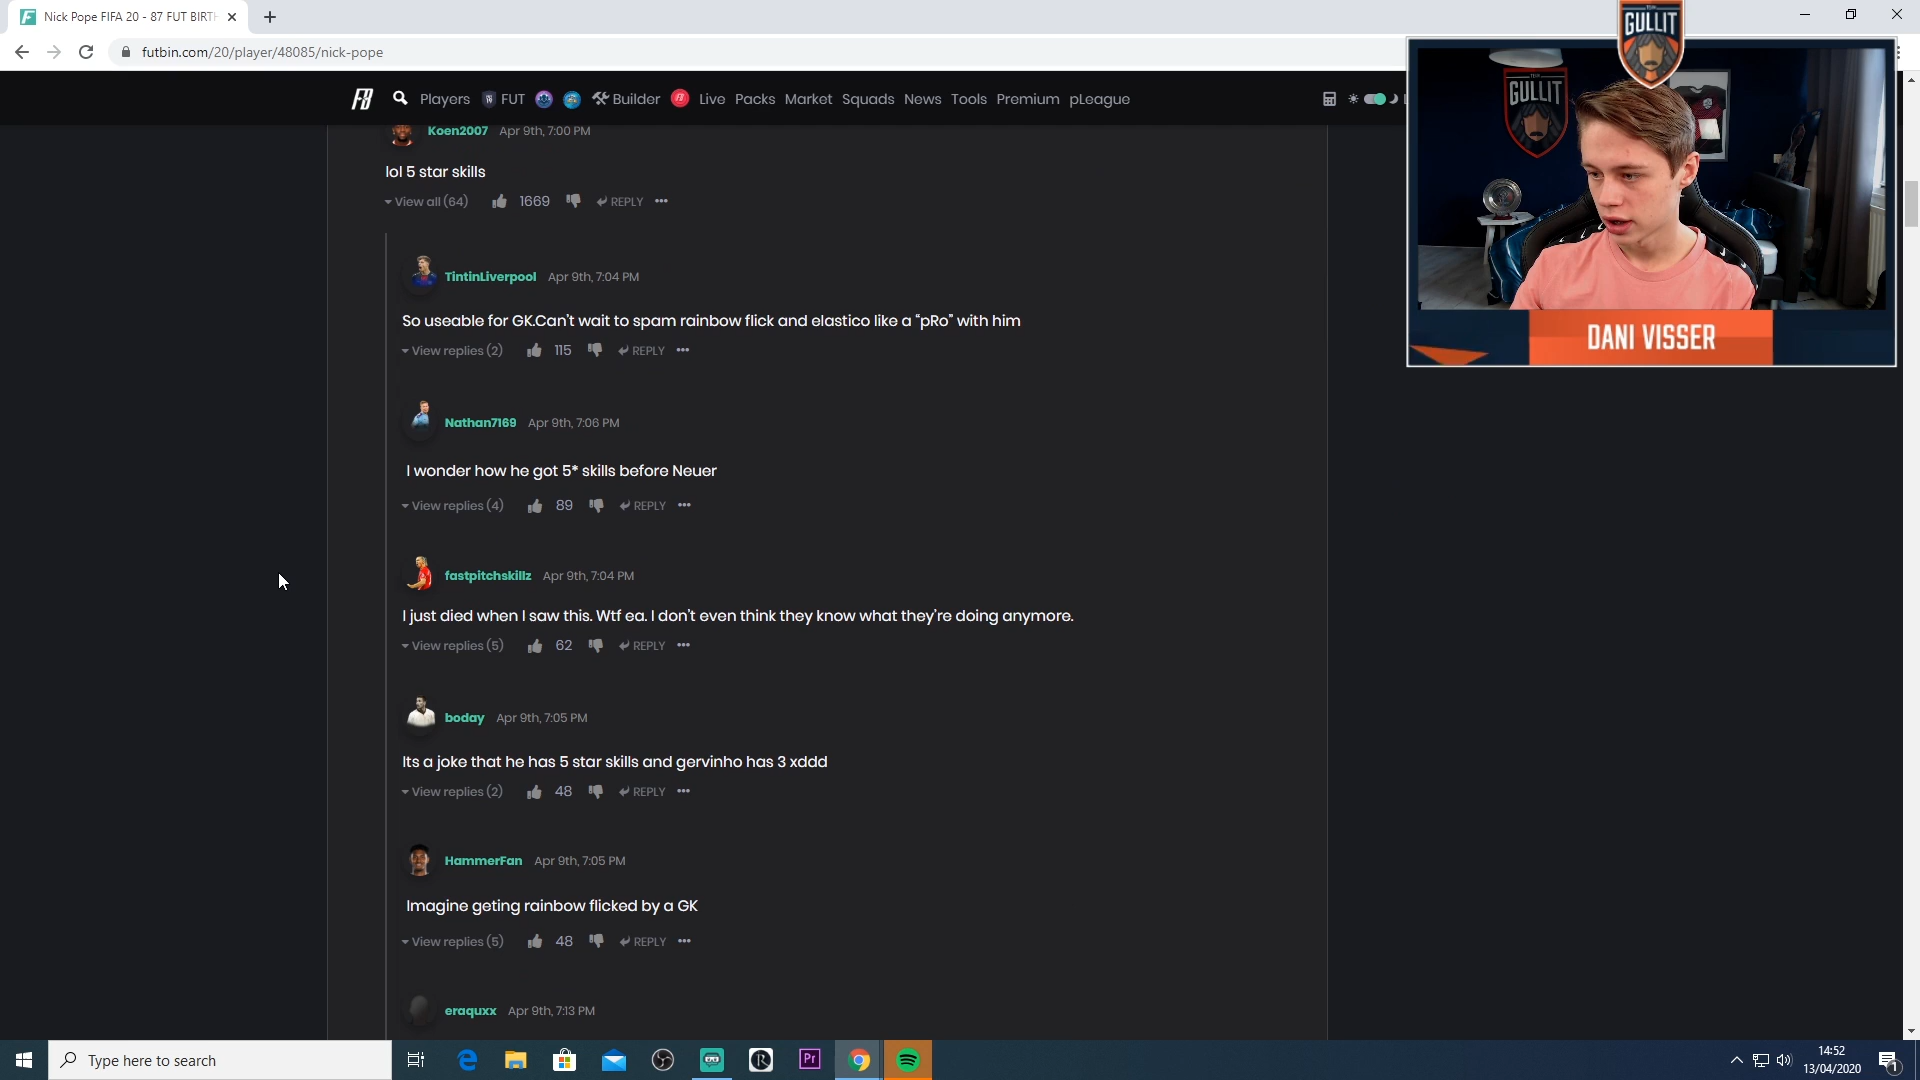 Nick Pope FIFA 20 - 87 FUT BIRTH
futbin.com/20/player/48085/nick-pope
Players FUT Builder Live Packs Market Squads News Tools Premium pLeague
GULLIT
GULLIT
DANI VISSER
Koen2007 Apr 9th, 7:00 PM
lol 5 star skills
View all (64) 1669 REPLY •••
TintinLiverpool Apr 9th, 7:04 PM
So useable for GK.Can't wait to spam rainbow flick and elastico like a “pRo” with him
View replies (2) 115 REPLY •••
Nathan7169 Apr 9th, 7:06 PM
I wonder how he got 5* skills before Neuer
View replies (4) 89 REPLY •••
fastpitchskillz Apr 9th, 7:04 PM
I just died when I saw this. Wtf ea. I don't even think they know what they're doing anymore.
View replies (5) 62 REPLY •••
boday Apr 9th, 7:05 PM
Its a joke that he has 5 star skills and gervinho has 3 xddd
View replies (2) 48 REPLY •••
HammerFan Apr 9th, 7:05 PM
Imagine geting rainbow flicked by a GK
View replies (5) 48 REPLY •••
eraquxx Apr 9th, 7:13 PM
Type here to search
Pr
14:52
13/04/2020
1